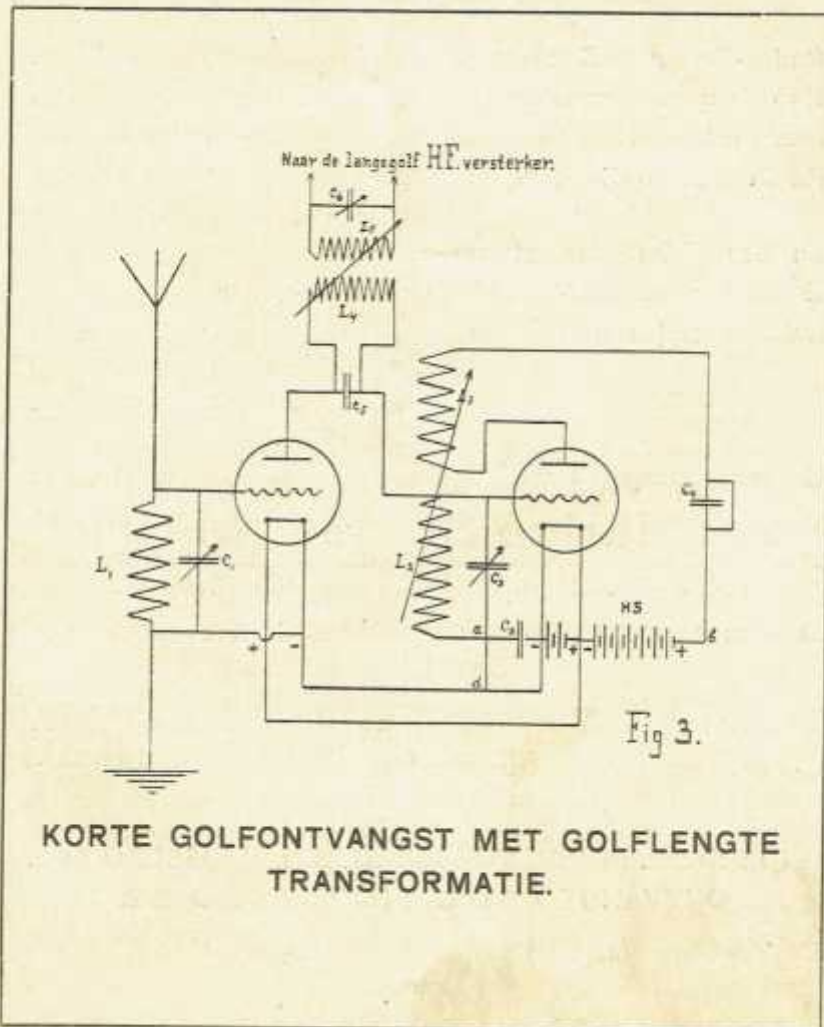 Naar de langegolf H.F. versterker.
C6
L5
L4
C5
L3
C4
L1
C1
L2
C2
HS
a
C3
- + - +
b
+ -
d
Fig 3.
KORTE GOLFONTVANGST MET GOLFLENGTE
TRANSFORMATIE.